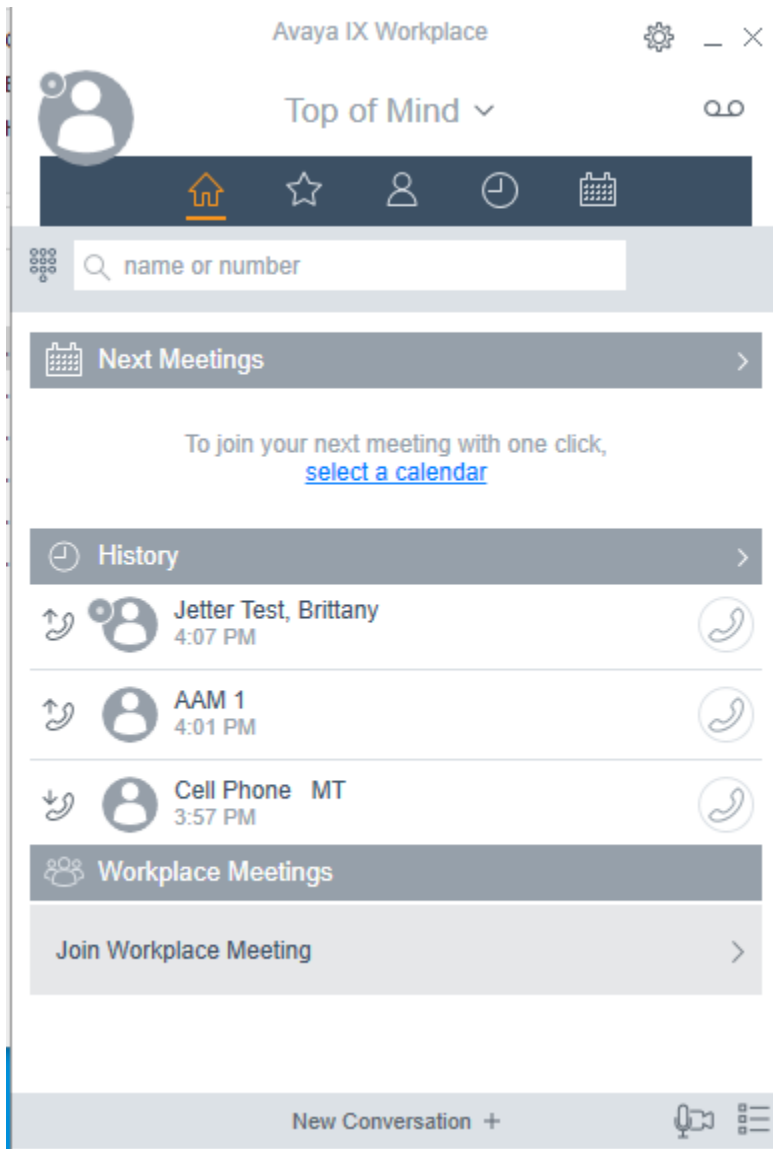 Avaya IX Workplace
Top of Mind
name or number
Next Meetings
To join your next meeting with one click,
select a calendar
History
Jetter Test, Brittany
4:07 PM
AAM 1
4:01 PM
Cell Phone MT
3:57 PM
Workplace Meetings
Join Workplace Meeting
New Conversation +